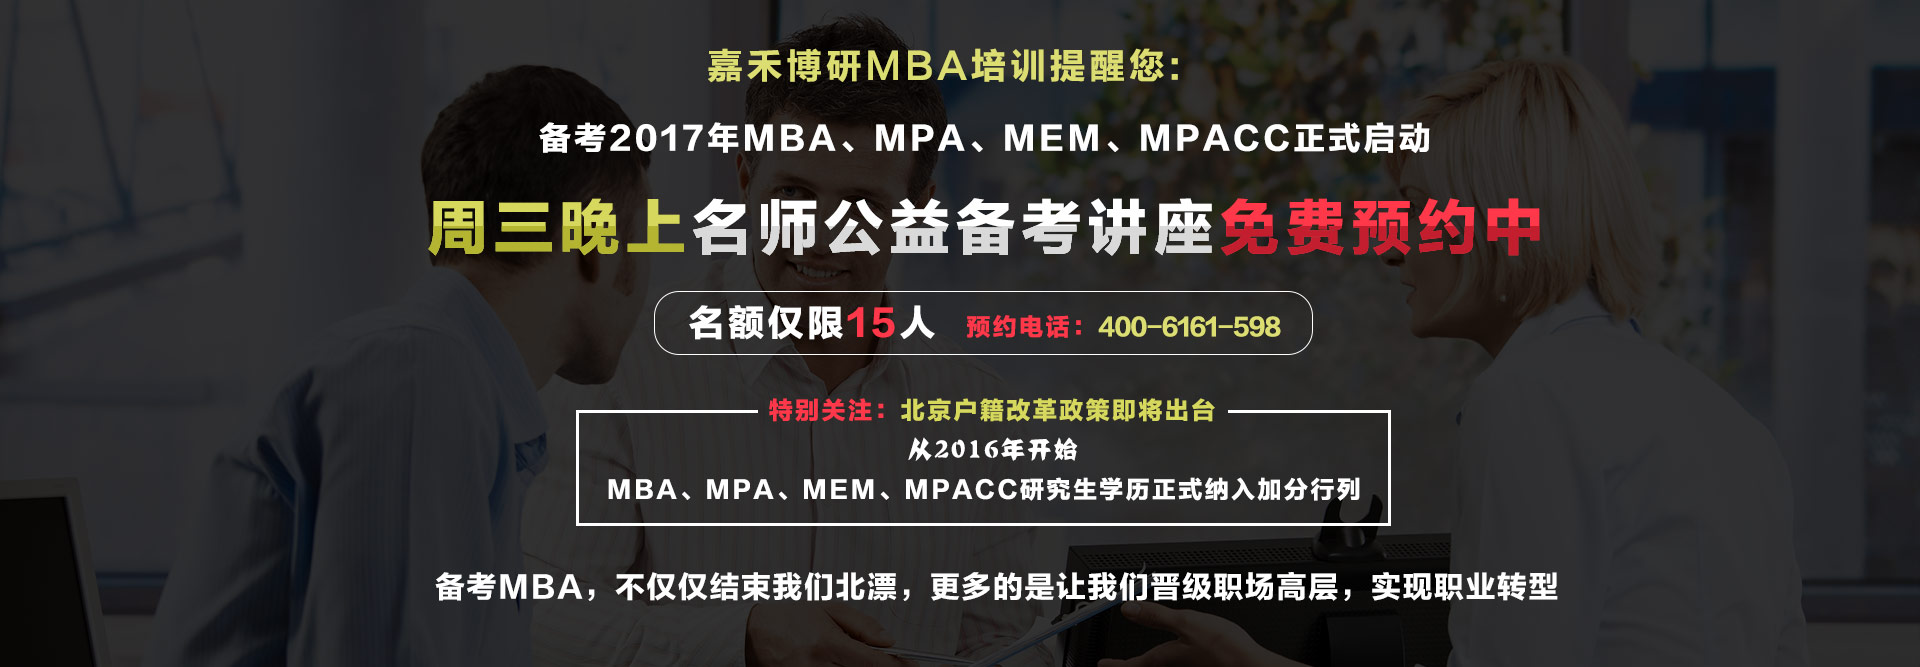 嘉禾博研MBA培训提醒您:
备考2017年MBA、MPA、MEM、MPACC正式启动
周三晚上名师公益备考讲座免费预约中
名额仅限15人 预约电话：400-6161-598
特别关注：北京户籍改革政策即将出台
从2016年开始
MBA、MPA、MEM、MPACC研究生学历正式纳入加分行列
备考MBA，不仅仅结束我们北漂，更多的是让我们晋级职场高层，实现职业转型